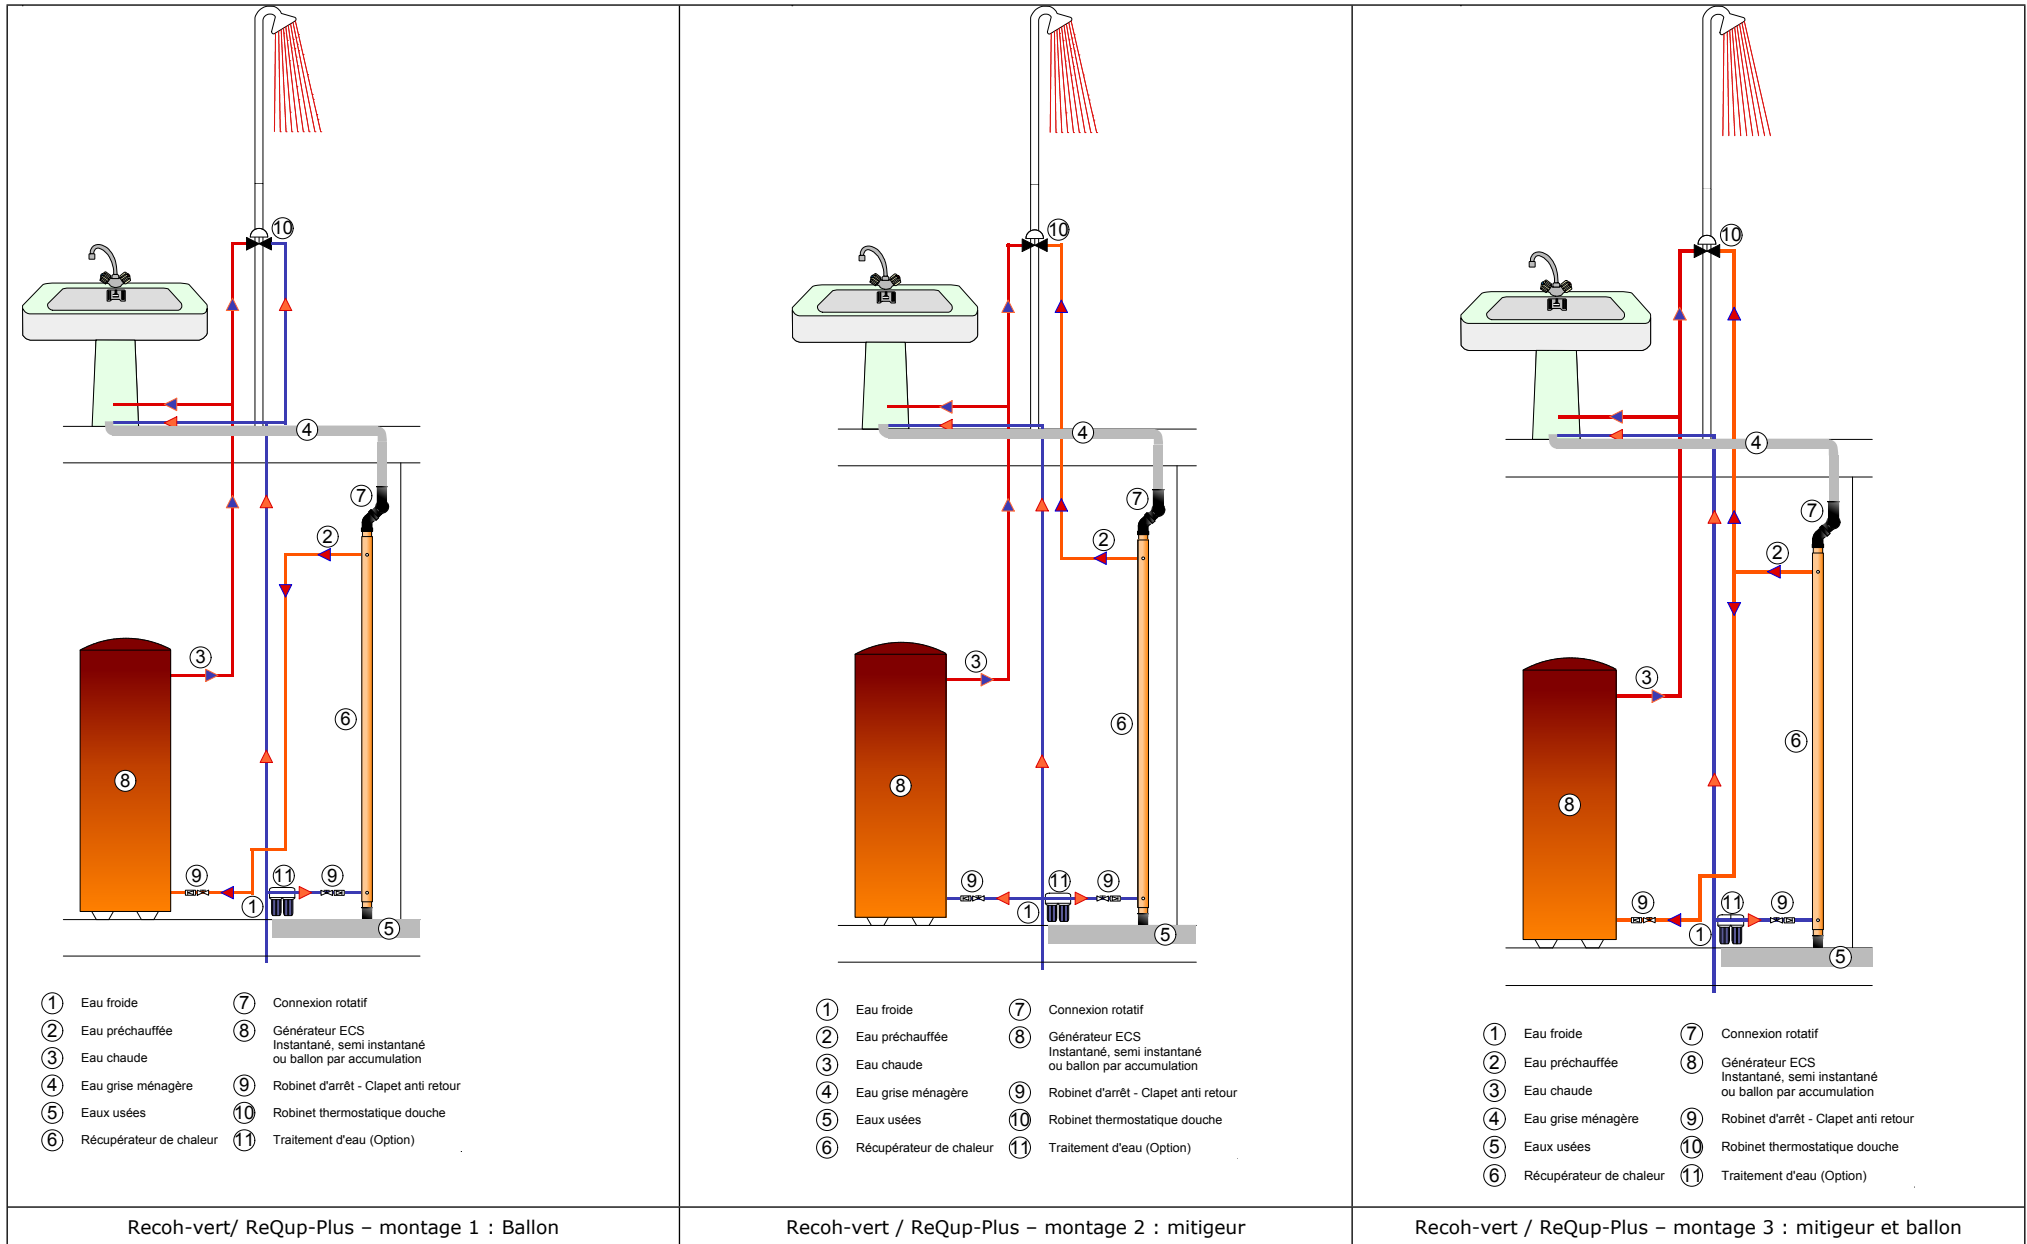 10
4
7
2
3
6
8
9
11
9
1
5
1 Eau froide
2 Eau préchauffée
3 Eau chaude
4 Eau grise ménagère
5 Eaux usées
6 Récupérateur de chaleur
7 Connexion rotatif
8 Générateur ECS
Instantané, semi instantané
ou ballon par accumulation
9 Robinet d'arrêt - Clapet anti retour
10 Robinet thermostatique douche
11 Traitement d'eau (Option)
Recoh-vert/ ReQup-Plus – montage 1 : Ballon
10
4
7
2
3
6
8
9
11
9
1
5
1 Eau froide
2 Eau préchauffée
3 Eau chaude
4 Eau grise ménagère
5 Eaux usées
6 Récupérateur de chaleur
7 Connexion rotatif
8 Générateur ECS
Instantané, semi instantané
ou ballon par accumulation
9 Robinet d'arrêt - Clapet anti retour
10 Robinet thermostatique douche
11 Traitement d'eau (Option)
Recoh-vert / ReQup-Plus – montage 2 : mitigeur
10
4
7
2
3
6
8
9
11
9
1
5
1 Eau froide
2 Eau préchauffée
3 Eau chaude
4 Eau grise ménagère
5 Eaux usées
6 Récupérateur de chaleur
7 Connexion rotatif
8 Générateur ECS
Instantané, semi instantané
ou ballon par accumulation
9 Robinet d'arrêt - Clapet anti retour
10 Robinet thermostatique douche
11 Traitement d'eau (Option)
Recoh-vert / ReQup-Plus – montage 3 : mitigeur et ballon